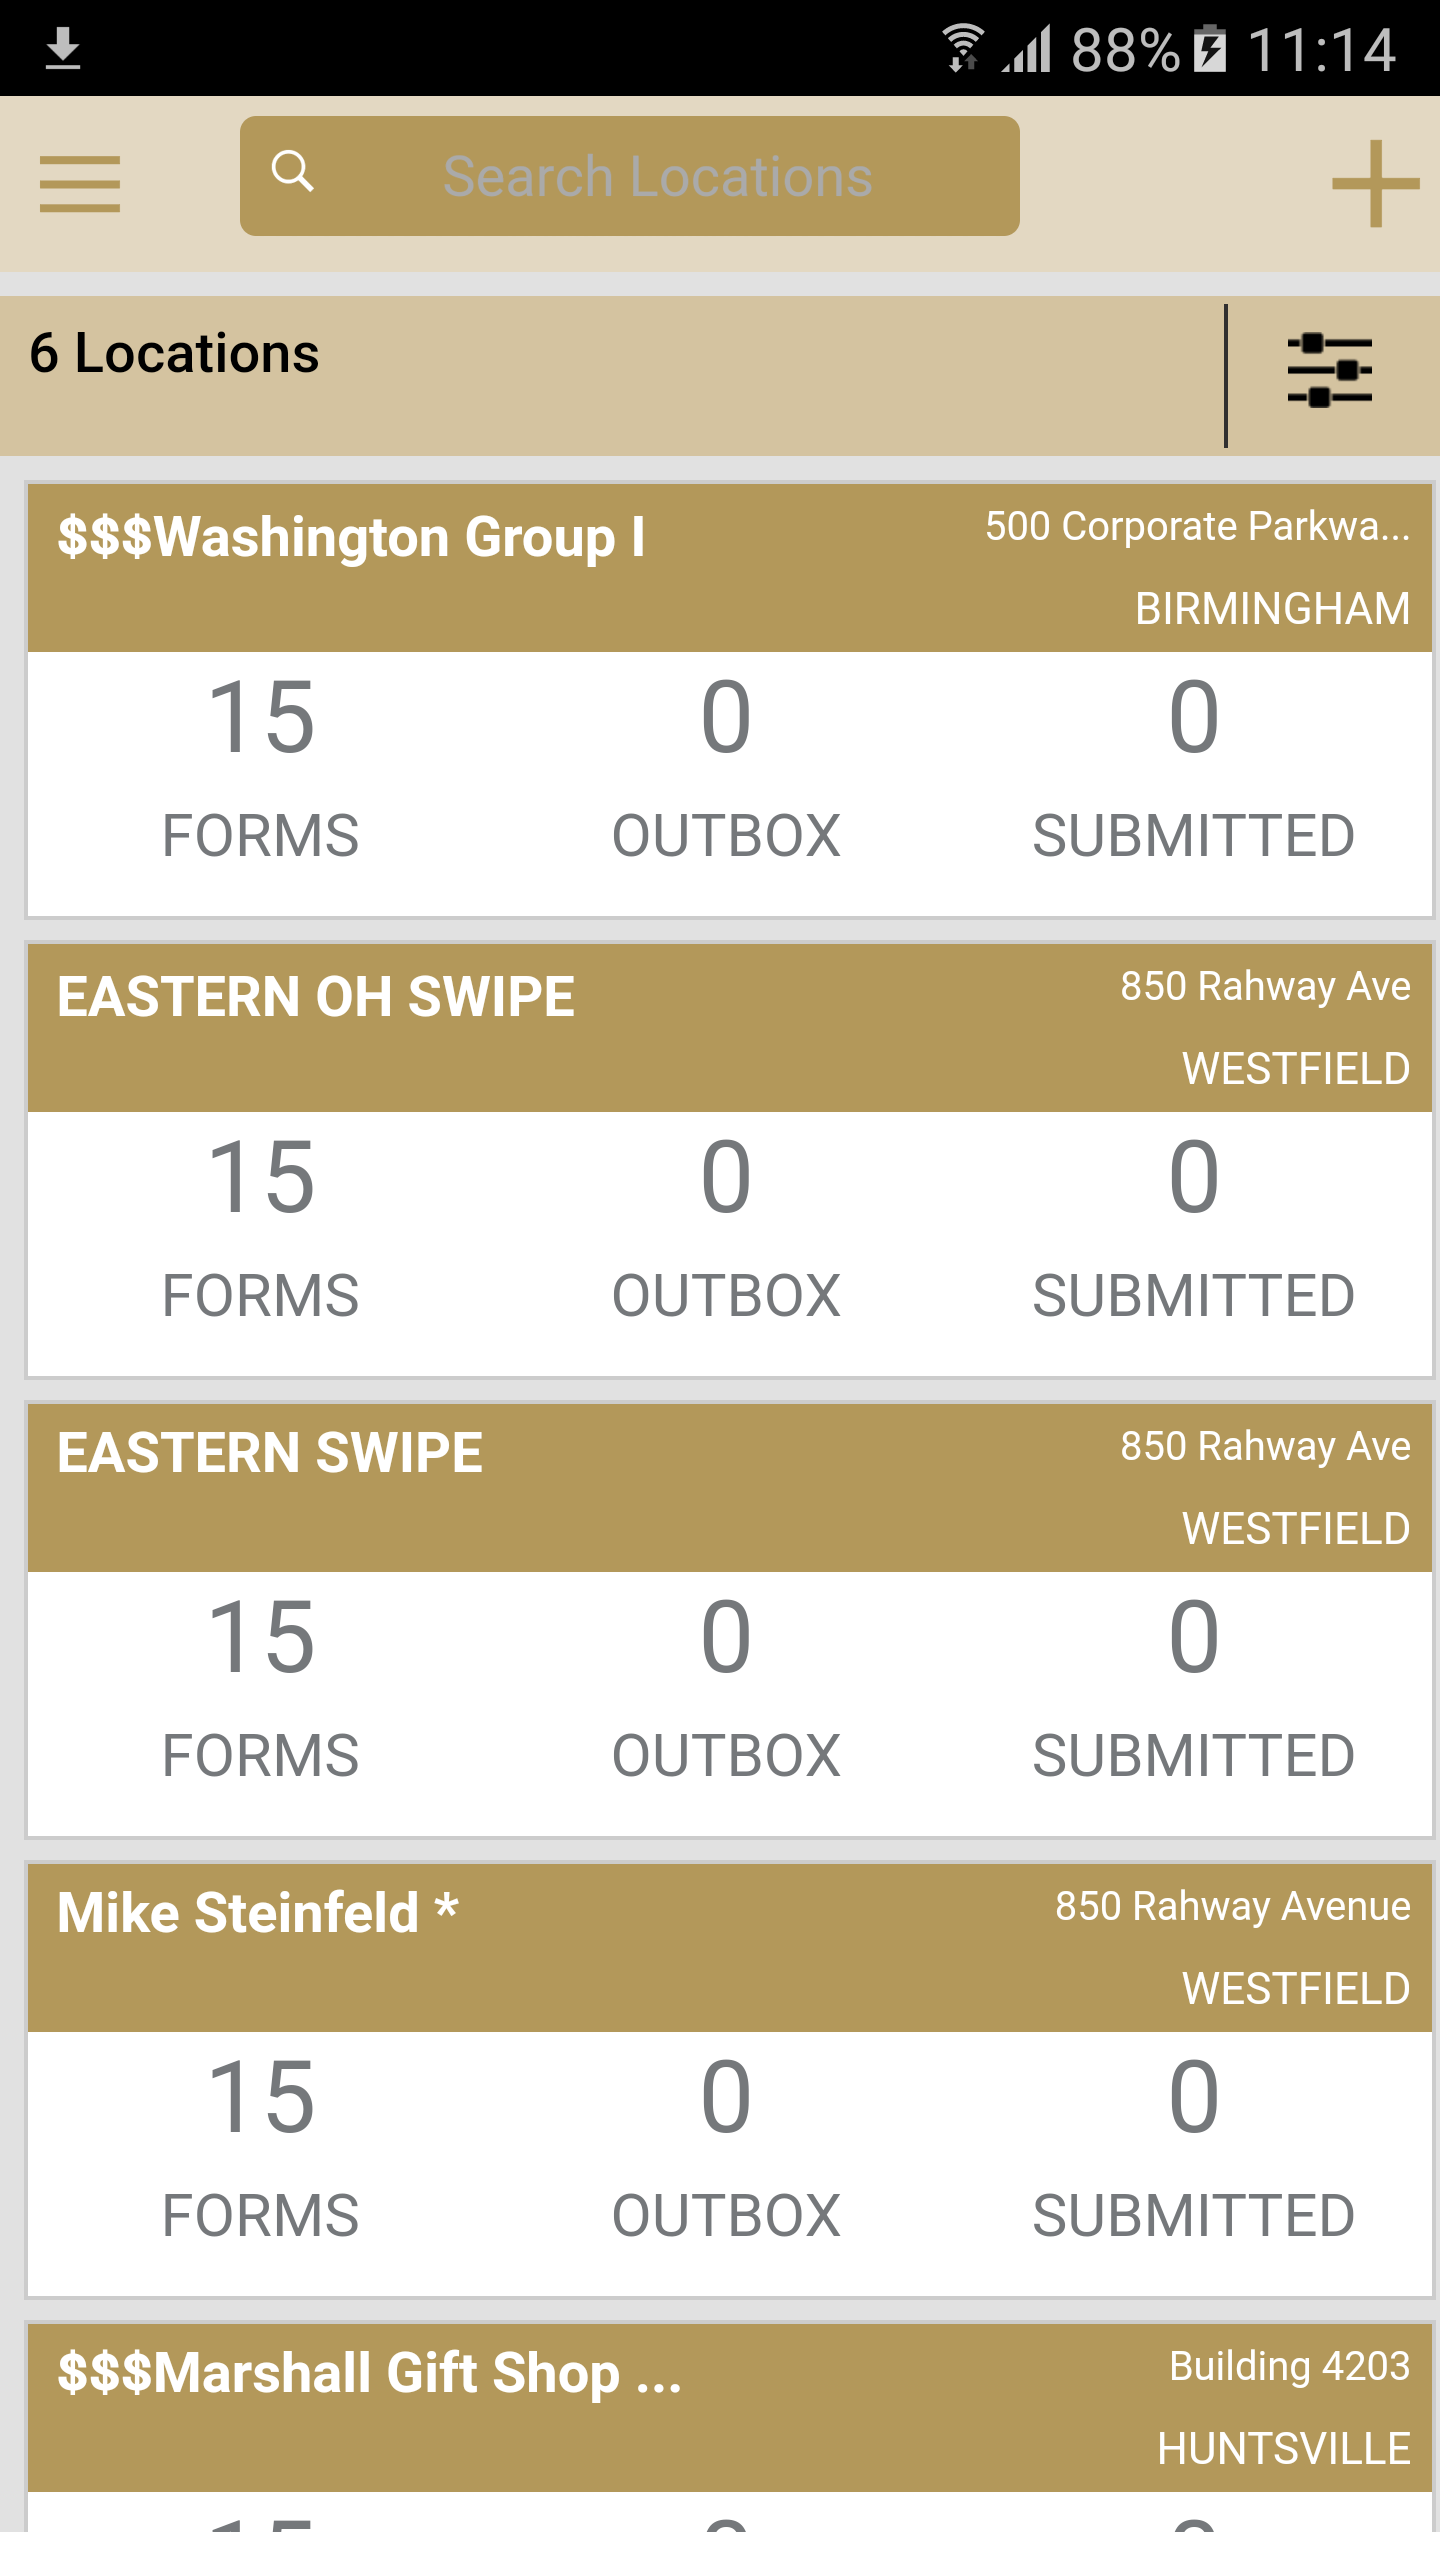 88% 11:14
Search Locations
6 Locations
$$$Washington Group I
500 Corporate Parkwa...
BIRMINGHAM
15 0 0
FORMS OUTBOX SUBMITTED
EASTERN OH SWIPE
850 Rahway Ave
WESTFIELD
15 0 0
FORMS OUTBOX SUBMITTED
EASTERN SWIPE
850 Rahway Ave
WESTFIELD
15 0 0
FORMS OUTBOX SUBMITTED
Mike Steinfeld *
850 Rahway Avenue
WESTFIELD
15 0 0
FORMS OUTBOX SUBMITTED
$$$Marshall Gift Shop ...
Building 4203
HUNTSVILLE